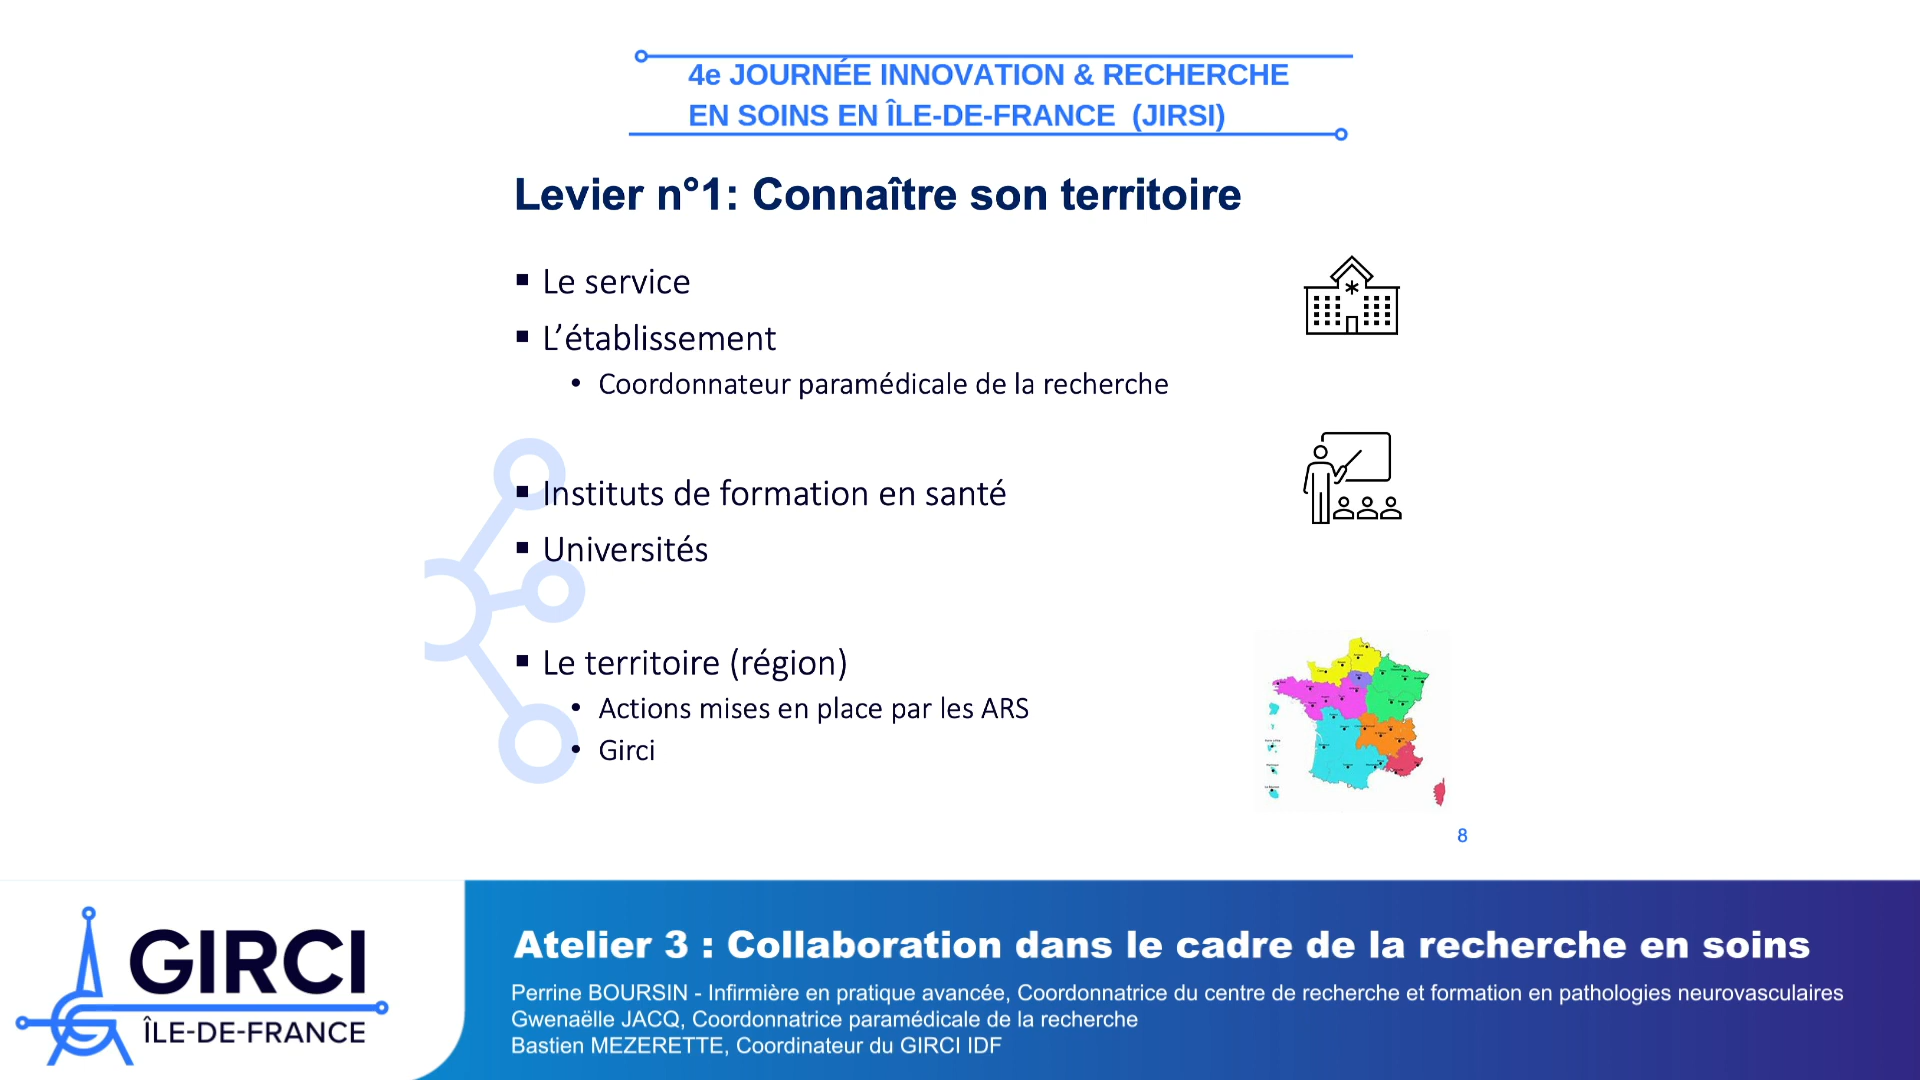 4e JOURNÉE INNOVATION & RECHERCHE
EN SOINS EN ÎLE-DE-FRANCE (JIRSI)
Levier n°1: Connaître son territoire
Le service
L’établissement
Coordonnateur paramédicale de la recherche
Instituts de formation en santé
Universités
Le territoire (région)
Actions mises en place par les ARS
Girci
8
GIRCI
ÎLE-DE-FRANCE
Atelier 3 : Collaboration dans le cadre de la recherche en soins
Perrine BOURSIN - Infirmière en pratique avancée, Coordonnatrice du centre de recherche et formation en pathologies neurovasculaires
Gwenaëlle JACQ, Coordonnatrice paramédicale de la recherche
Bastien MEZERETTE, Coordinateur du GIRCI IDF